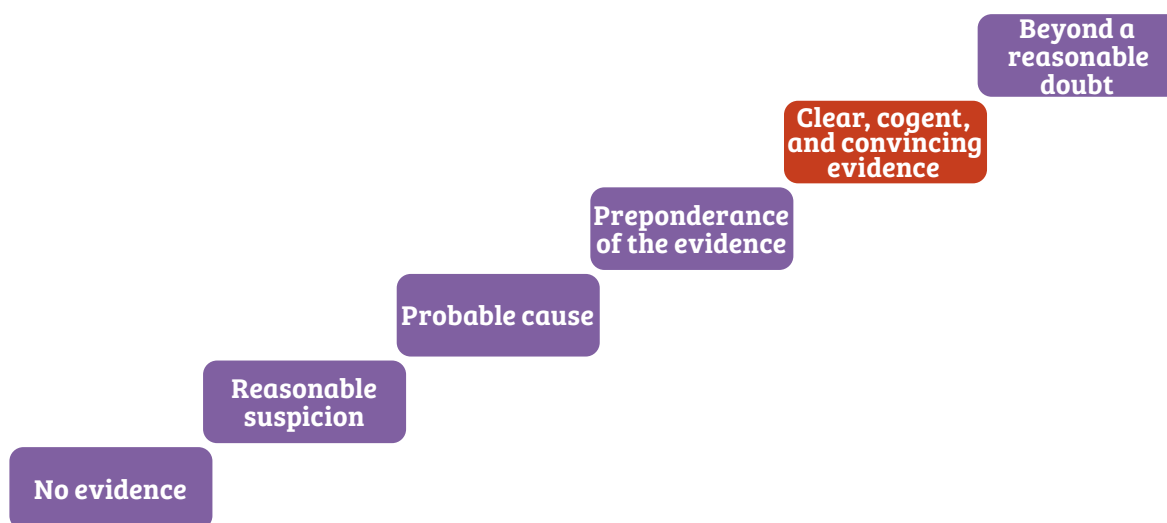 Beyond a
reasonable
doubt
Clear, cogent,
and convincing
evidence
Preponderance
of the evidence
Probable cause
Reasonable
suspicion
No evidence